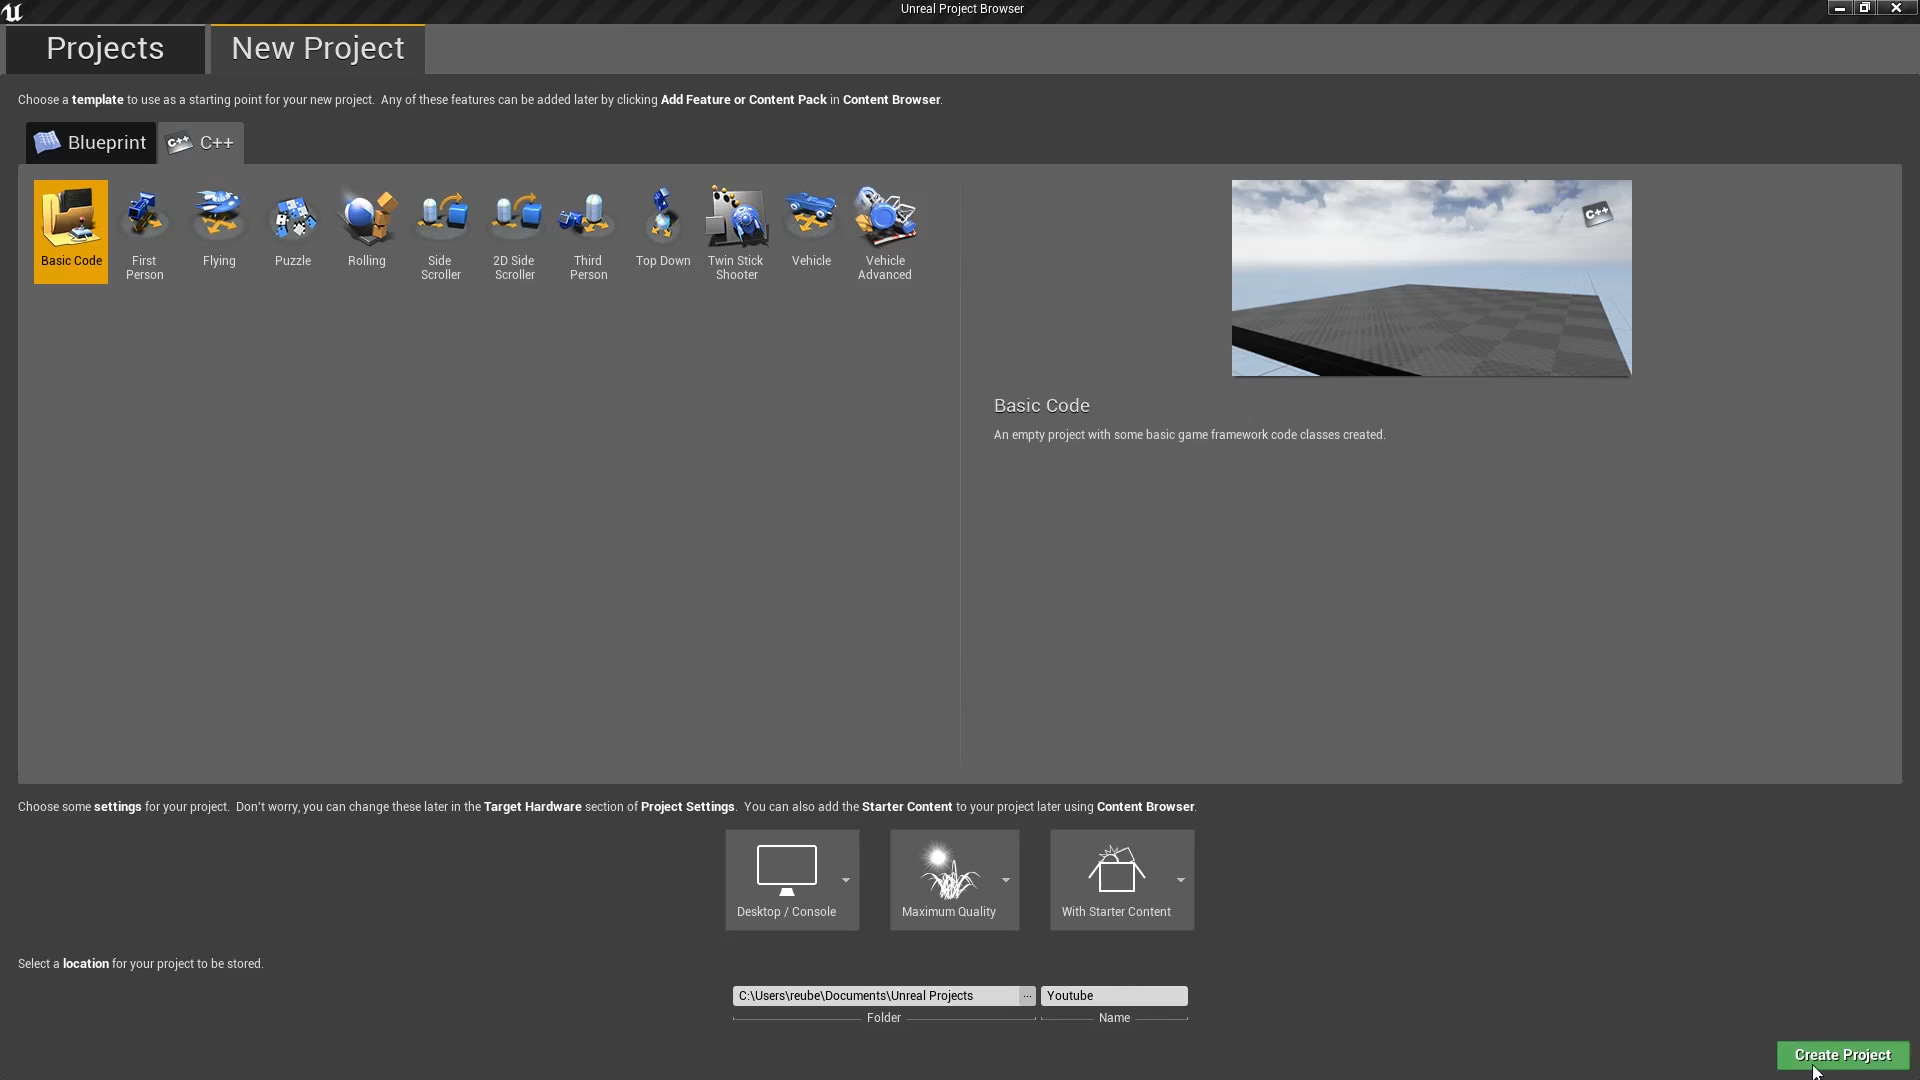 Unreal Project Browser
Projects
New Project
Choose a template to use as a starting point for your new project. Any of these features can be added later by clicking Add Feature or Content Pack in Content Browser.
Blueprint
C++
C++
Basic Code
First Person
Flying
Puzzle
Rolling
Side Scroller
2D Side Scroller
Third Person
Top Down
Twin Stick Shooter
Vehicle
Vehicle Advanced
C++
Basic Code
An empty project with some basic game framework code classes created.
Choose some settings for your project. Don't worry, you can change these later in the Target Hardware section of Project Settings. You can also add the Starter Content to your project later using Content Browser.
Desktop / Console
Maximum Quality
With Starter Content
Select a location for your project to be stored.
C:\Users\reube\Documents\Unreal Projects
...
Youtube
Folder
Name
Create Project